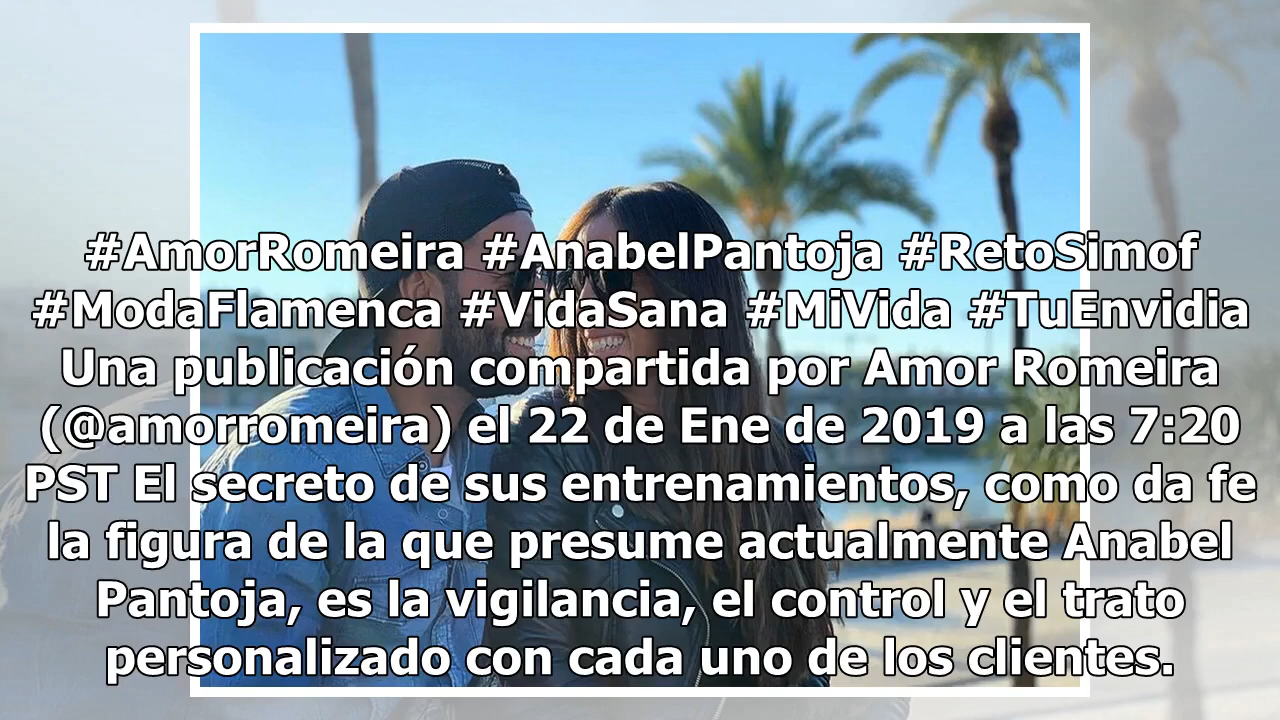 #AmorRomeira #AnabelPantoja #RetoSimof
#ModaFlamenca #VidaSana #MiVida #TuEnvidia
Una publicación compartida por Amor Romeira
(@amorromeira) el 22 de Ene de 2019 a las 7:20
PST El secreto de sus entrenamientos, como da fe
la figura de la que presume actualmente Anabel
Pantoja, es la vigilancia, el control y el trato
personalizado con cada uno de los clientes.